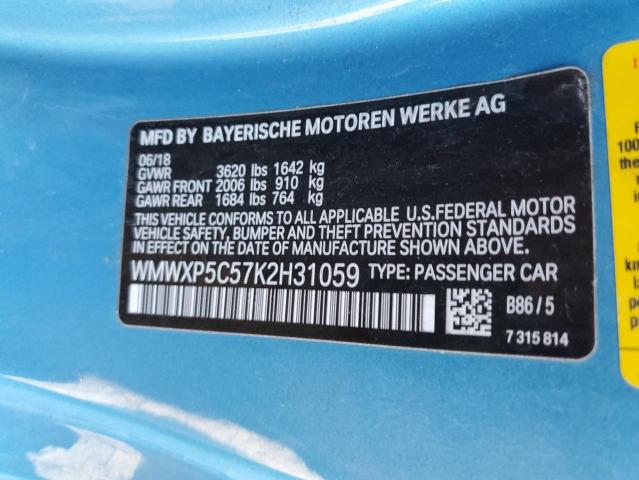 MFD BY BAYERISCHE MOTOREN WERKE AG
06/18
GVWR 3620 lbs 1642 kg
GAWR FRONT 2006 lbs 910 kg
GAWR REAR 1684 lbs 764 kg
THIS VEHICLE CONFORMS TO ALL APPLICABLE U.S.FEDERAL MOTOR
VEHICLE SAFETY, BUMPER AND THEFT PREVENTION STANDARDS
IN EFFECT ON THE DATE OF MANUFACTURE SHOWN ABOVE.
WMWXP5C57K2H31059 TYPE: PASSENGER CAR
B86/5
7 315 814
100
the